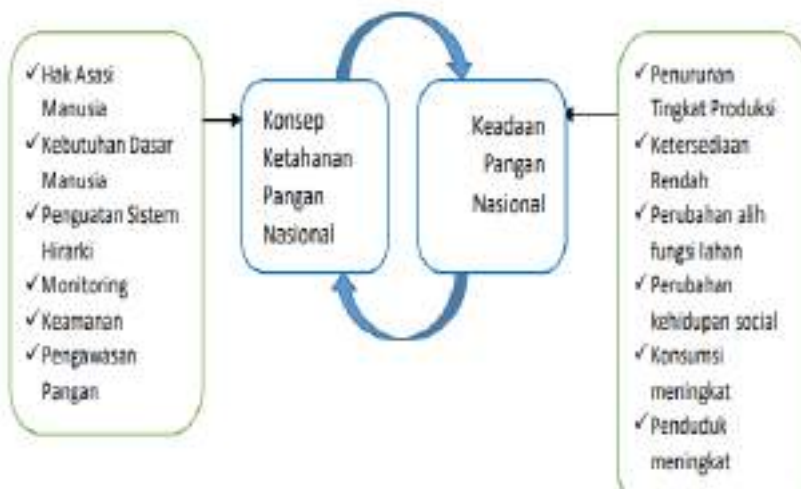 ✓Hak Asasi
Manusia
✓Kebutuhan Dasar
Manusia
✓Penguatan Sistem
Hirarki
✓Monitoring
✓Keamanan
✓Pengawasan
Pangan
Konsep
Ketahanan
Pangan
Nasional
Keadaan
Pangan
Nasional
✓Penurunan
Tingkat Produksi
✓Ketersediaan
Rendah
✓Perubahan alih
fungsi lahan
✓Perubahan
kehidupan social
✓Konsumsi
meningkat
✓Penduduk
meningkat